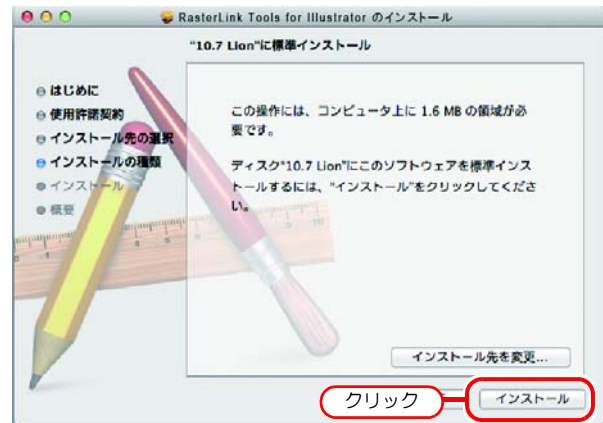 RasterLink Tools for Illustrator のインストール
"10.7 Lion"に標準インストール
はじめに
使用許諾契約
インストール先の選択
インストールの種類
インストール
概要
この操作には、コンピュータ上に 1.6 MB の領域が必
要です。
ディスク"10.7 Lion"にこのソフトウェアを標準インス
トールするには、"インストール"をクリックしてくださ
い。
インストール先を変更...
クリック
インストール